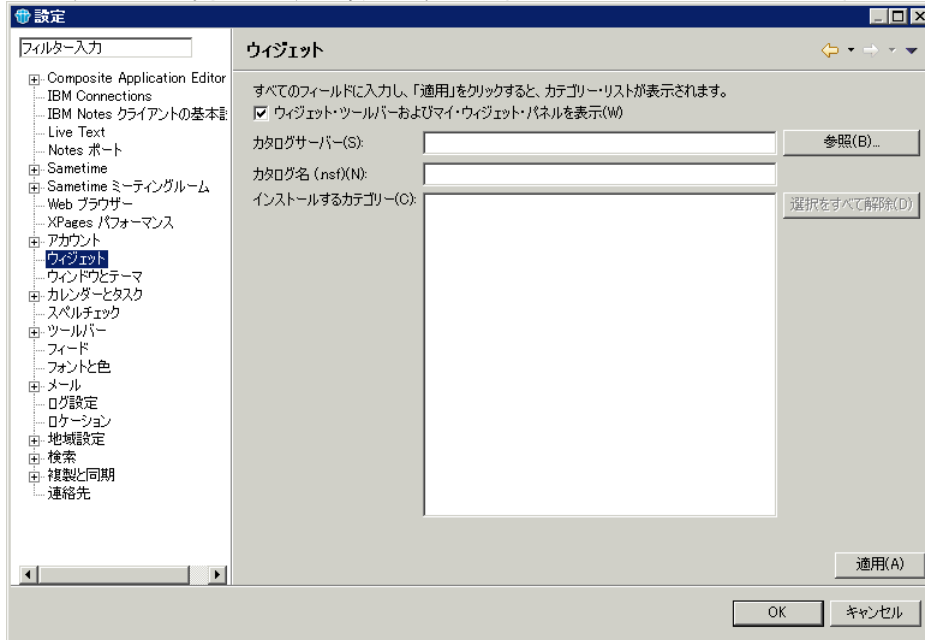 設定
フィルター入力
Composite Application Editor
IBM Connections
IBM Notes クライアントの基本
Live Text
Notes ポート
Sametime
Sametime ミーティングルーム
Web ブラウザー
XPages パフォーマンス
アカウント
ウィジェット
ウィンドウとテーマ
カレンダーとタスク
スペルチェック
ツールバー
フィード
フォントと色
メール
ログ設定
ロケーション
地域設定
検索
複製と同期
連絡先
ウィジェット
すべてのフィールドに入力し、「適用」をクリックすると、カテゴリー・リストが表示されます。
ウィジェット・ツールバーおよびマイ・ウィジェット・パネルを表示(W)
カタログサーバー(S):
参照(B)...
カタログ名 (.nsf)(N):
インストールするカテゴリー(C):
選択をすべて解除(D)
適用(A)
OK
キャンセル